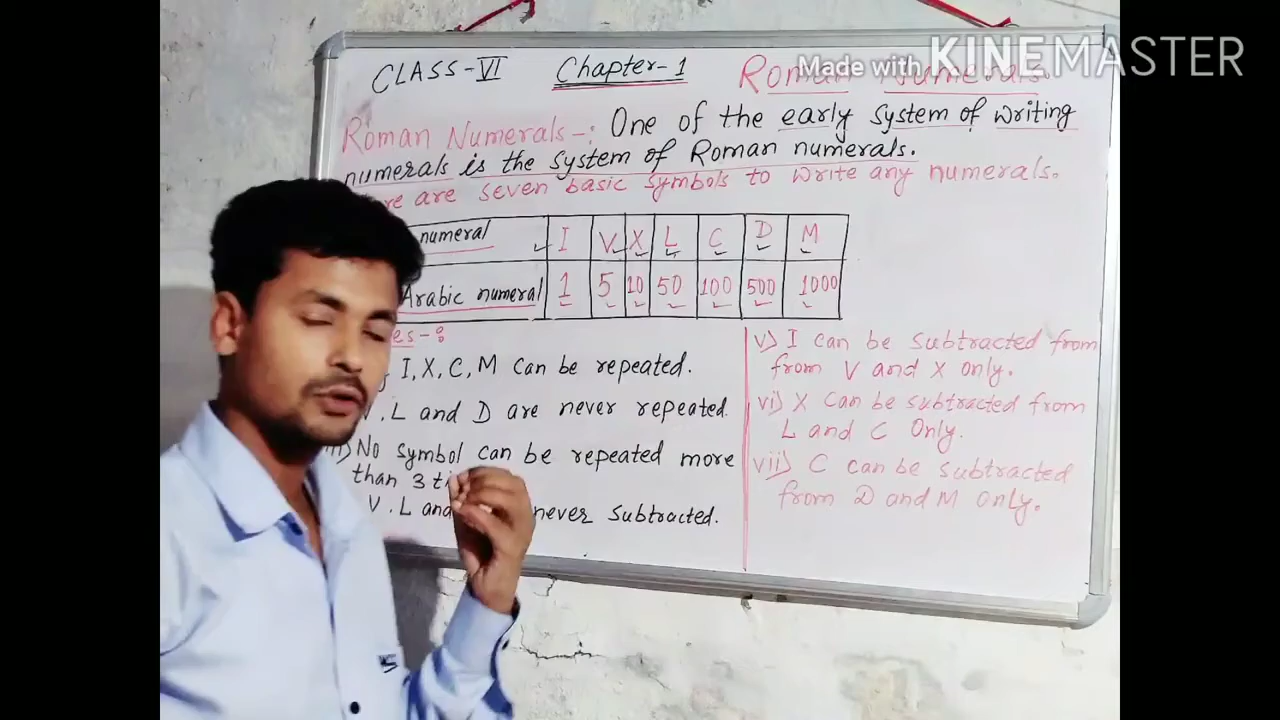 Made with KINEMASTER
CLASS-VI Chapter-1 Roman
Roman Numerals-: One of the early system of writing
numerals is the system of Roman numerals.
are seven basic symbols to write any numerals.
numeral I V X L C D M
Arabic numeral 1 5 10 50 100 500 1000
I, X, C, M can be repeated.
L and D are never repeated.
No symbol can be repeated more
than 3
V. L and never subtracted.
v) I can be subtracted from
from V and X only.
vi) X can be subtracted from
L and C only.
vii) C can be subtracted
from D and M only.